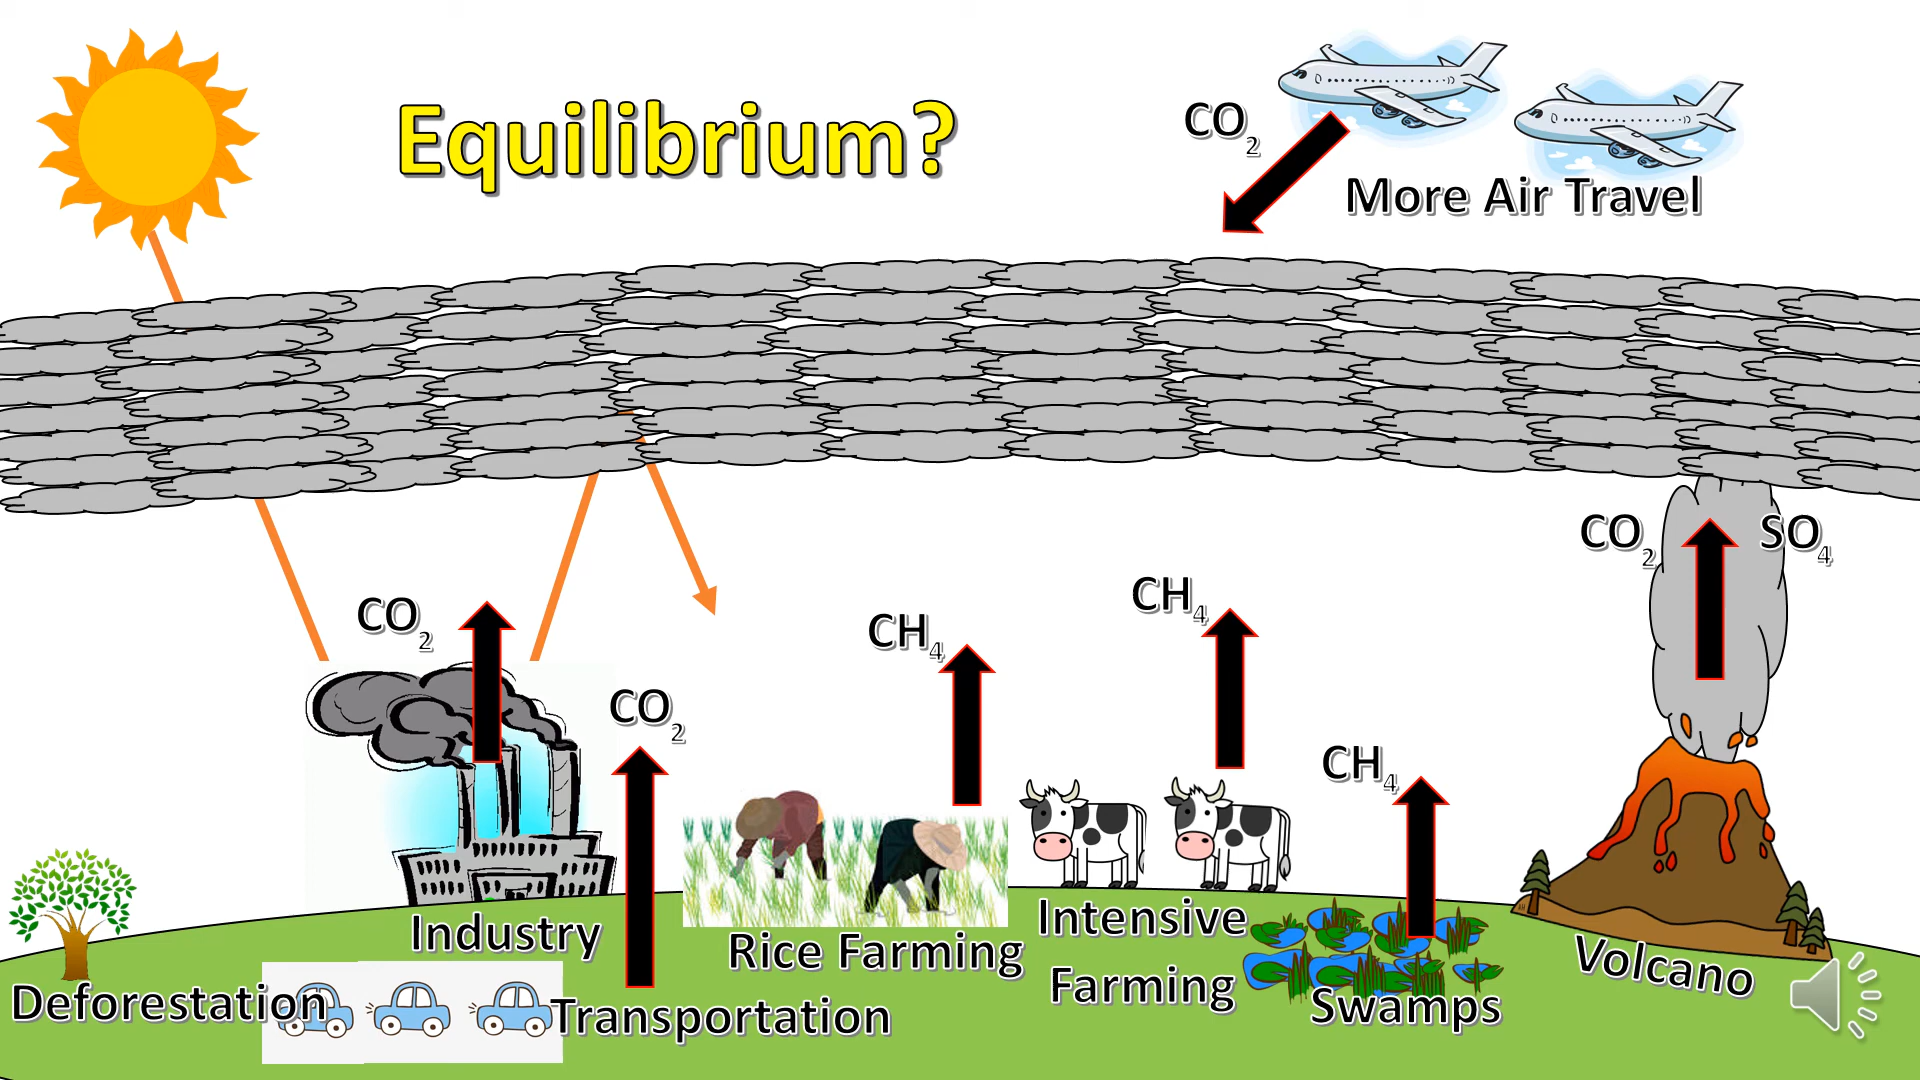 Equilibrium?
CO2
More Air Travel
CO2
SO4
CO2
CH4
CH4
CO2
CH4
Industry
Rice Farming
Intensive
Farming
Swamps
Volcano
Deforestation
Transportation